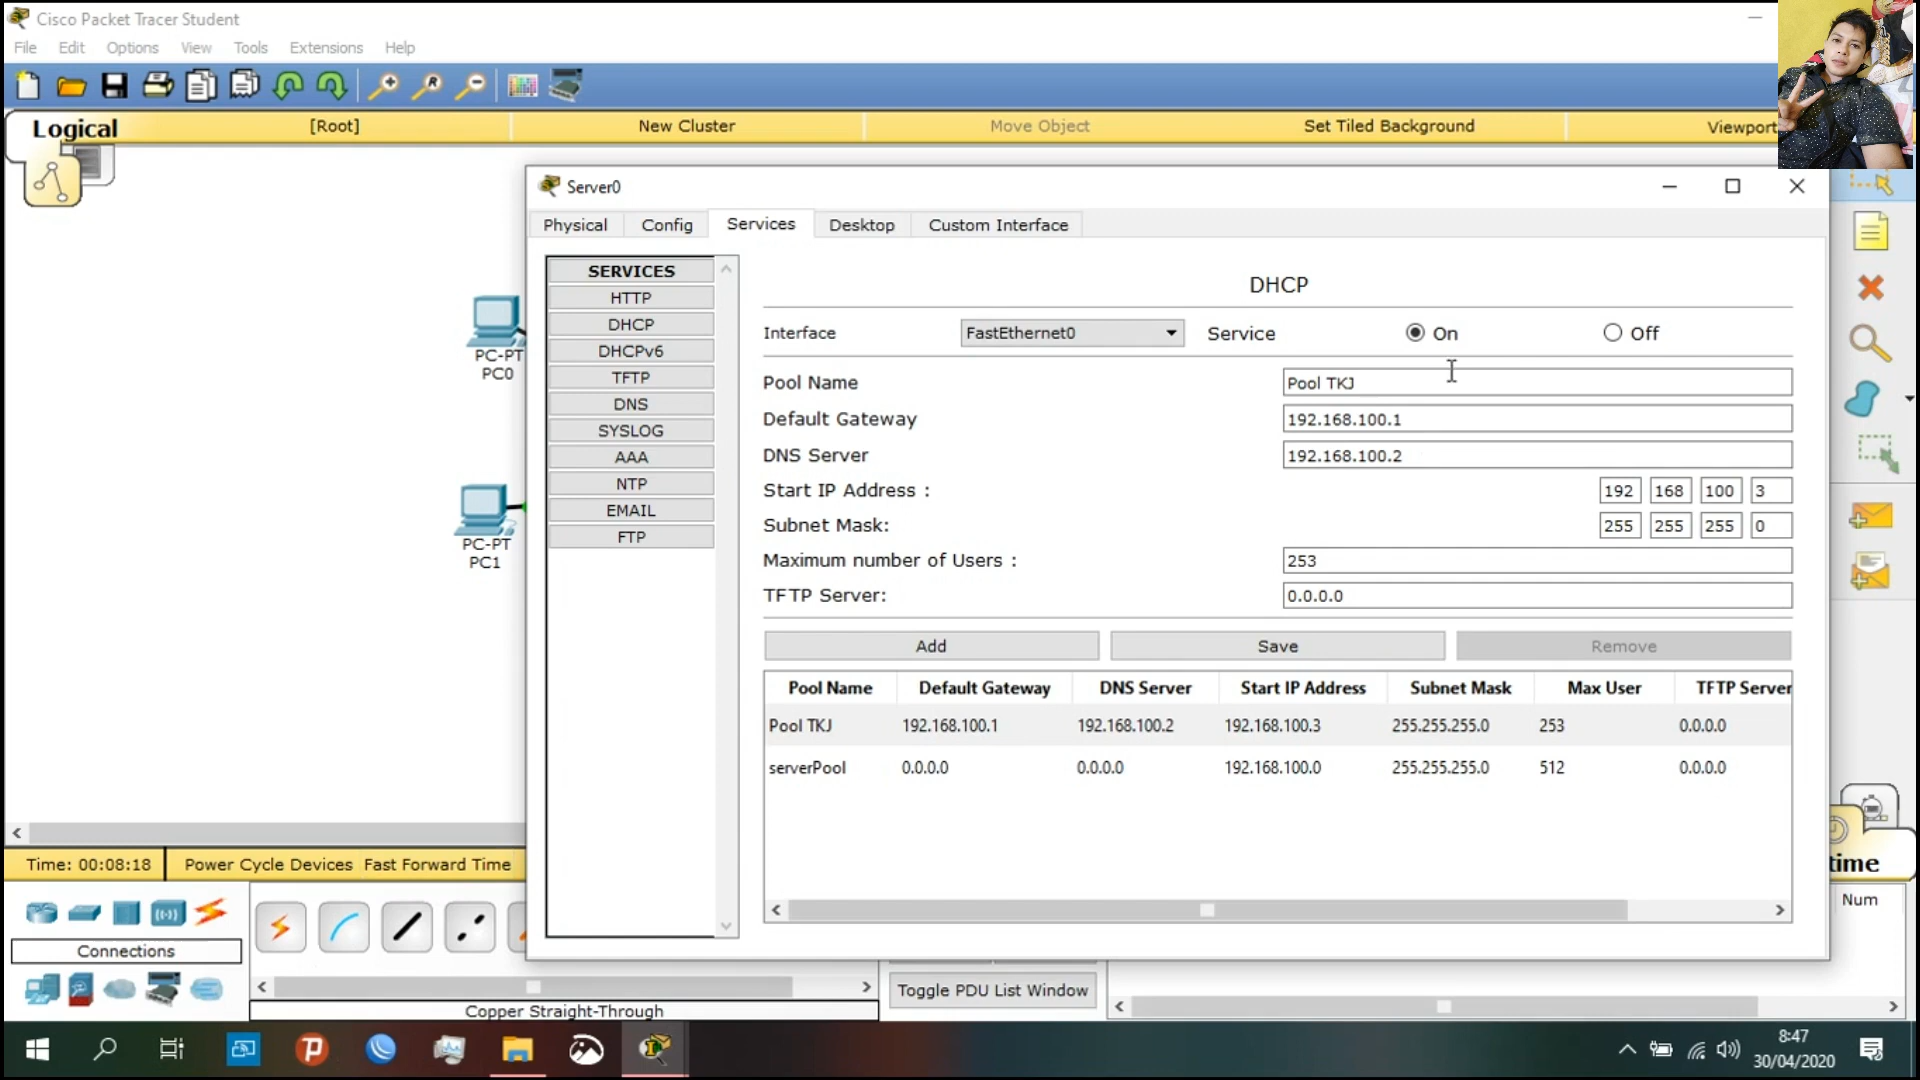 Cisco Packet Tracer Student
File Edit Options View Tools Extensions Help
Logical [Root] New Cluster Move Object Set Tiled Background Viewport
Server0
Physical Config Services Desktop Custom Interface
SERVICES
HTTP
DHCP
DHCPv6
TFTP
DNS
SYSLOG
AAA
NTP
EMAIL
FTP
DHCP
Interface FastEthernet0 Service On Off
Pool Name Pool TKJ
Default Gateway 192.168.100.1
DNS Server 192.168.100.2
Start IP Address : 192 168 100 3
Subnet Mask: 255 255 255 0
Maximum number of Users : 253
TFTP Server: 0.0.0.0
Add Save Remove
Pool Name Default Gateway DNS Server Start IP Address Subnet Mask Max User TFTP Server
Pool TKJ 192.168.100.1 192.168.100.2 192.168.100.3 255.255.255.0 253 0.0.0.0
serverPool 0.0.0.0 0.0.0.0 192.168.100.0 255.255.255.0 512 0.0.0.0
PC-PT
PC0
PC-PT
PC1
Time: 00:08:18 Power Cycle Devices Fast Forward Time
time
Num
Connections
Copper Straight-Through
Toggle PDU List Window
8:47
30/04/2020